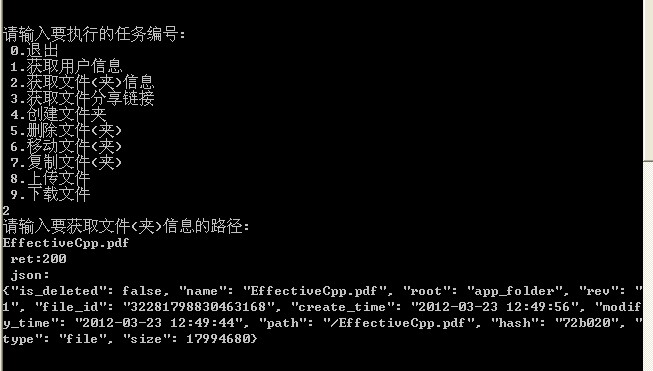 请输入要执行的任务编号：
0.退出
1.获取用户信息
2.获取文件(夹)信息
3.获取文件分享链接
4.创建文件夹
5.删除文件(夹)
6.移动文件(夹)
7.复制文件(夹)
8.上传文件
9.下载文件
2
请输入要获取文件(夹)信息的路径：
EffectiveCpp.pdf
ret:200
json:
{"is_deleted": false, "name": "EffectiveCpp.pdf", "root": "app_folder", "rev": "
1", "file_id": "32281798830463168", "create_time": "2012-03-23 12:49:56", "modif
y_time": "2012-03-23 12:49:44", "path": "/EffectiveCpp.pdf", "hash": "72b020", "
type": "file", "size": 17994680}